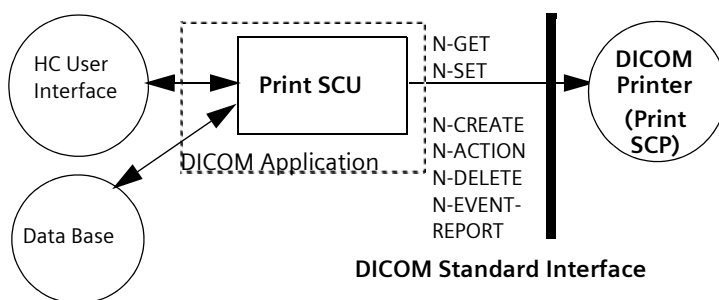 HC User
Interface
Print SCU
DICOM Application
Data Base
N-GET
N-SET
N-CREATE
N-ACTION
N-DELETE
N-EVENT-
REPORT
DICOM
Printer
(Print
SCP)
DICOM Standard Interface